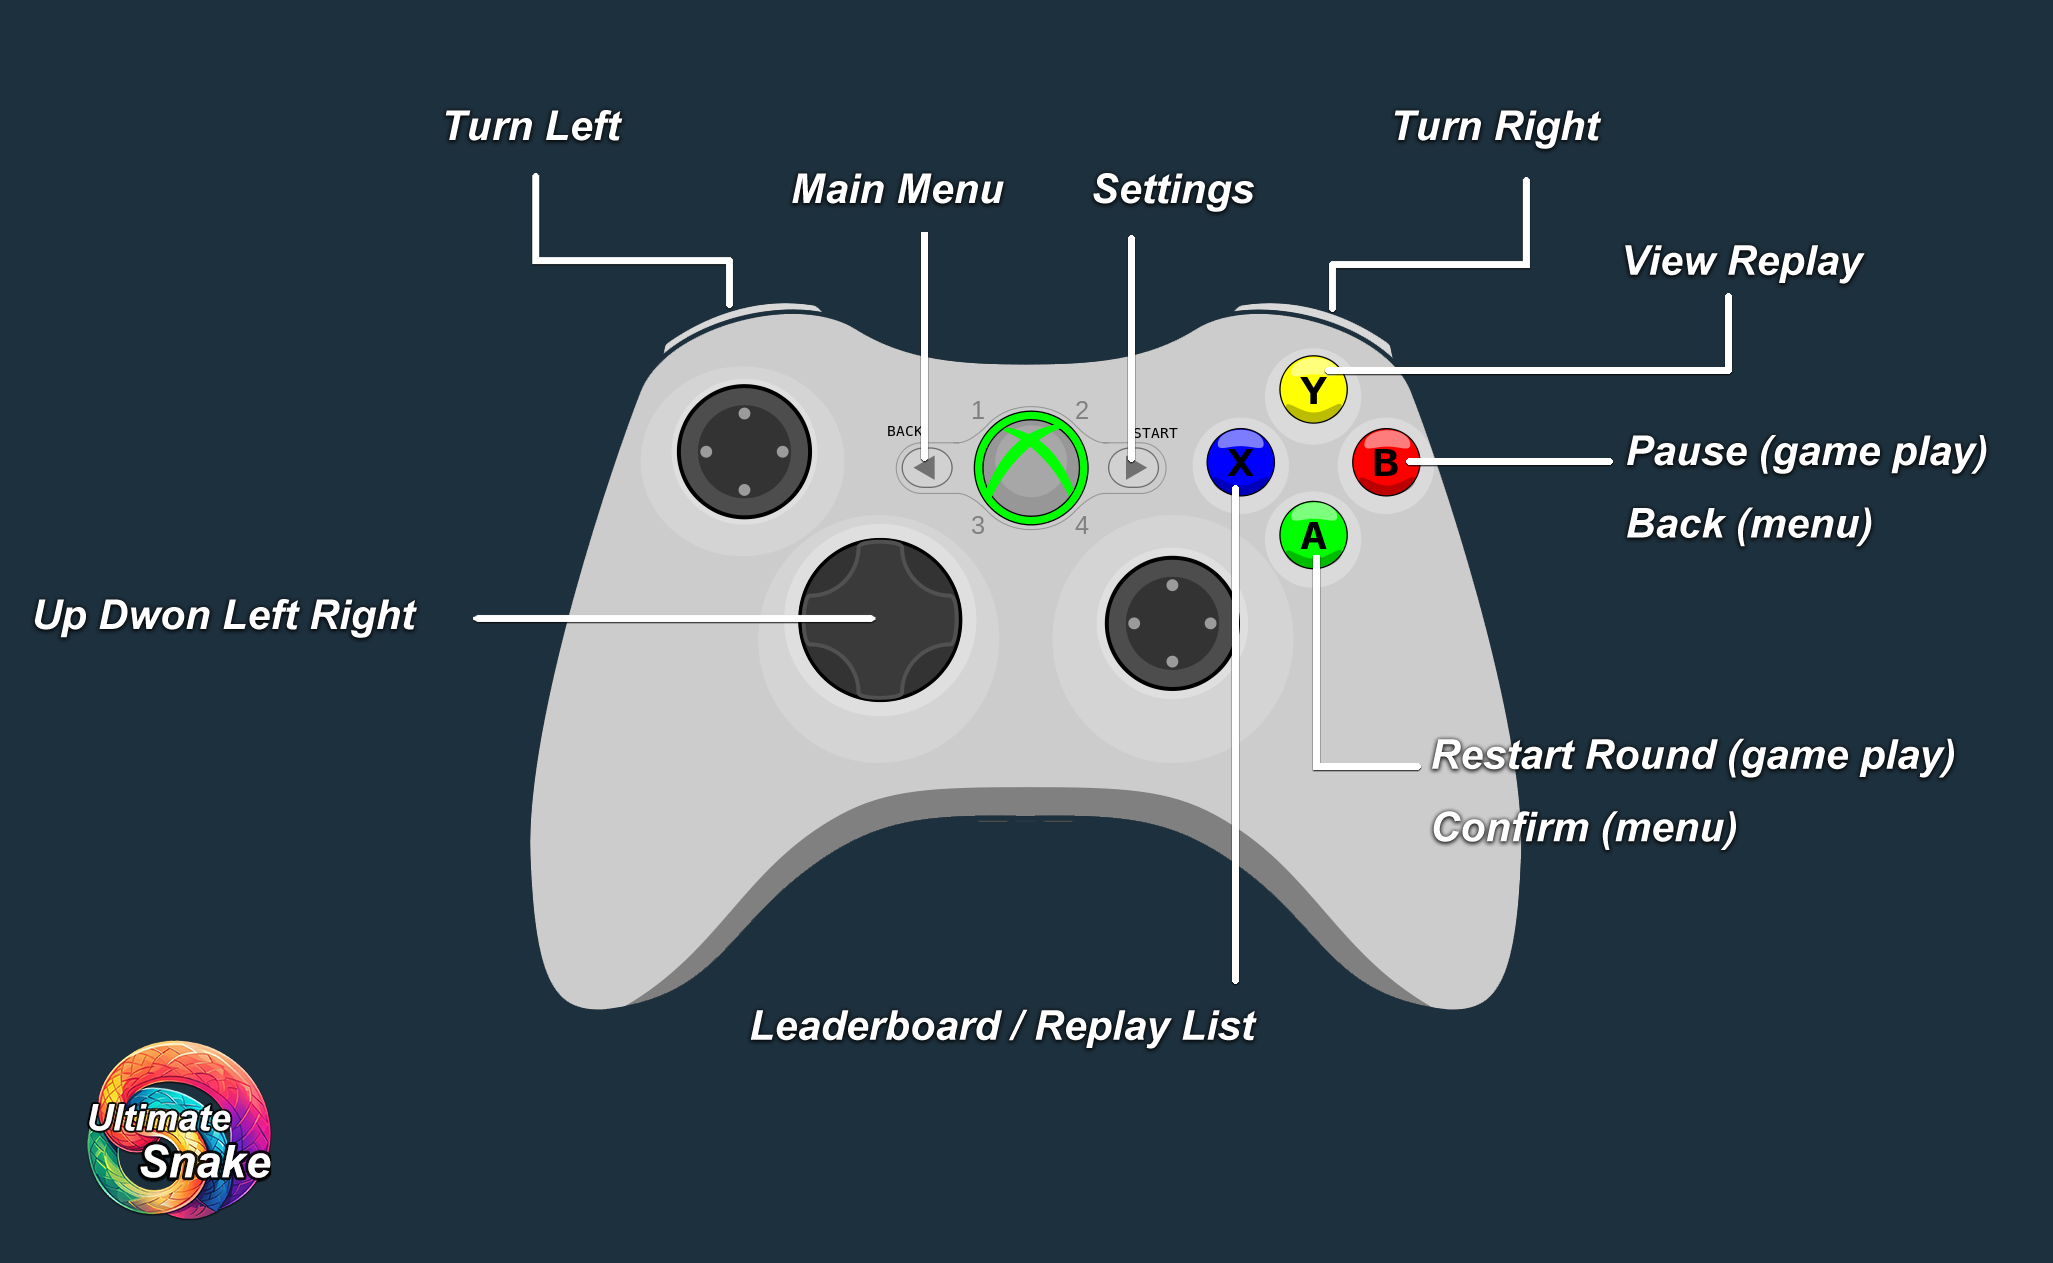 Turn Left
Turn Right
Main Menu
Settings
View Replay
1
2
BACK
START
Y
X
B
Pause (game play)
3
4
A
Back (menu)
Up Dwon Left Right
Restart Round (game play)
Confirm (menu)
Leaderboard / Replay List
Ultimate
Snake